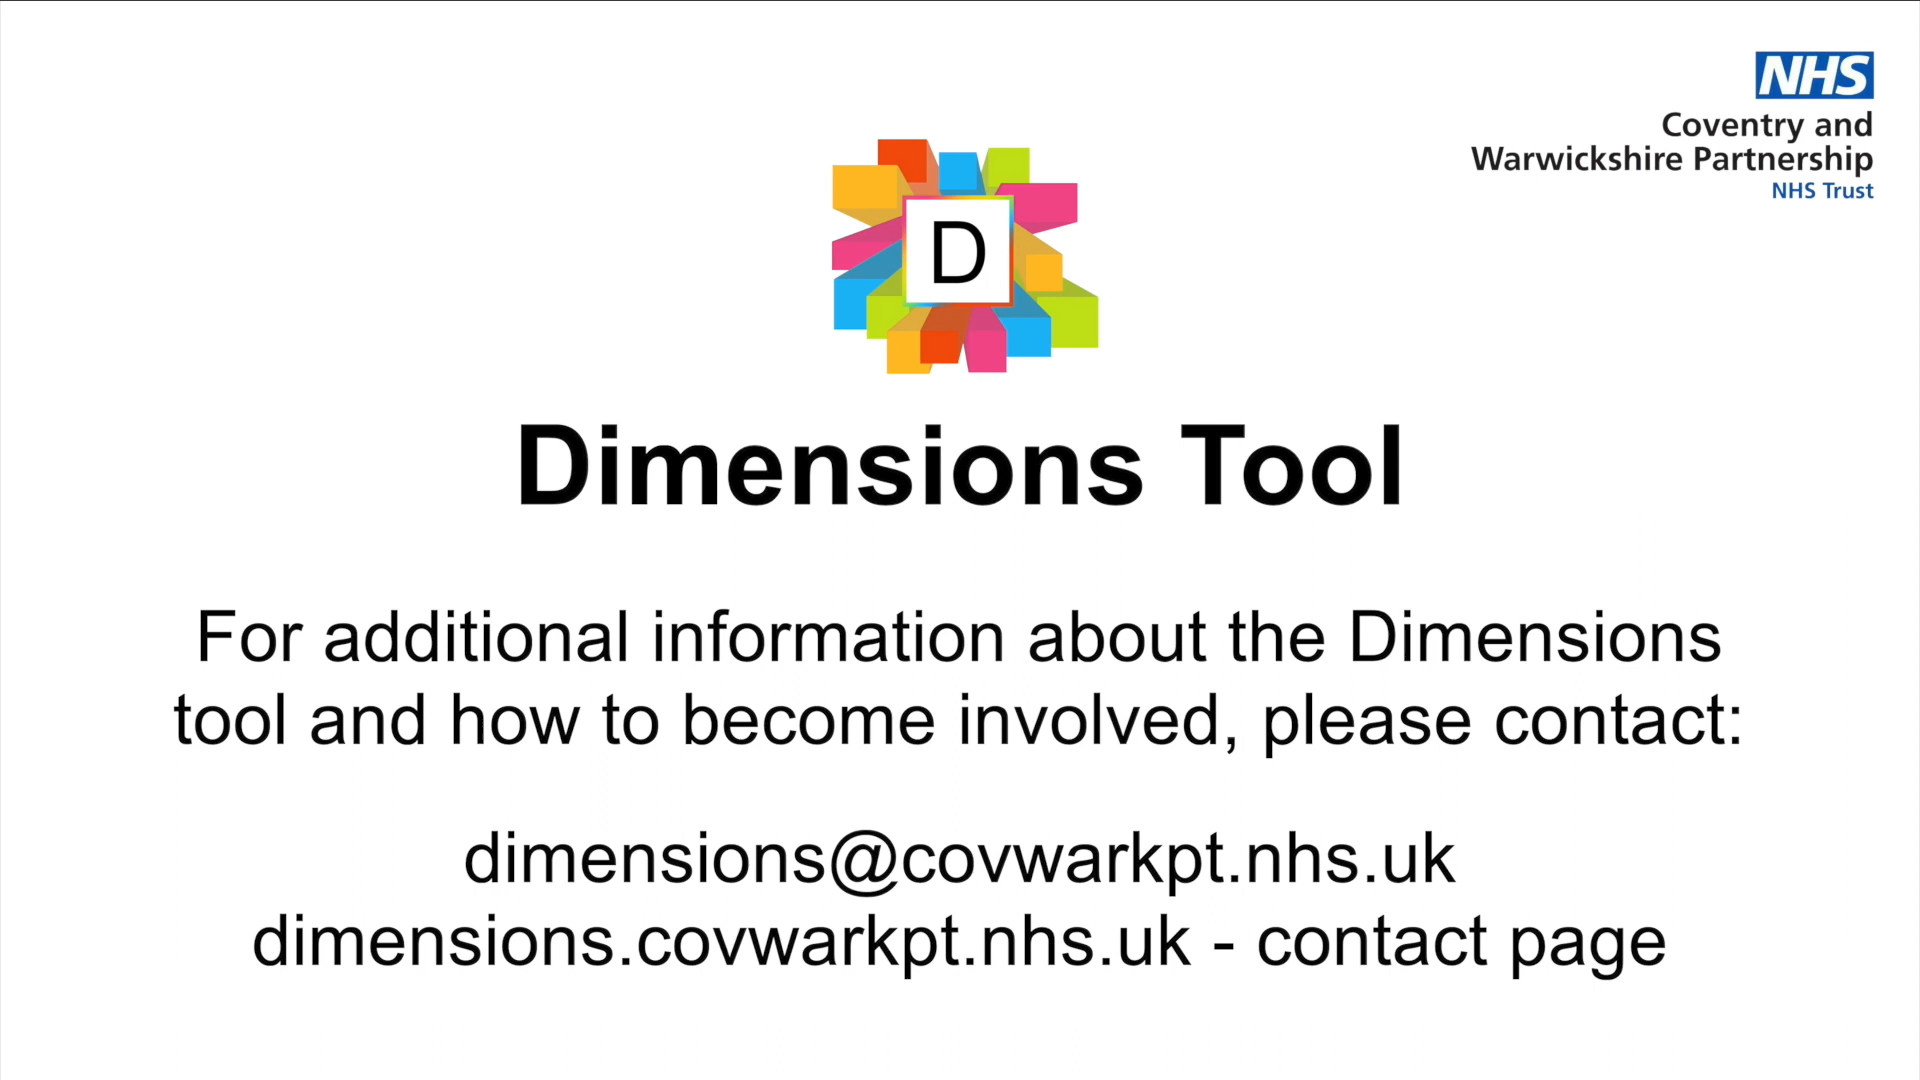 NHS
Coventry and
Warwickshire Partnership
NHS Trust
D
Dimensions Tool
For additional information about the Dimensions
tool and how to become involved, please contact:
dimensions@covwarkpt.nhs.uk
dimensions.covwarkpt.nhs.uk - contact page